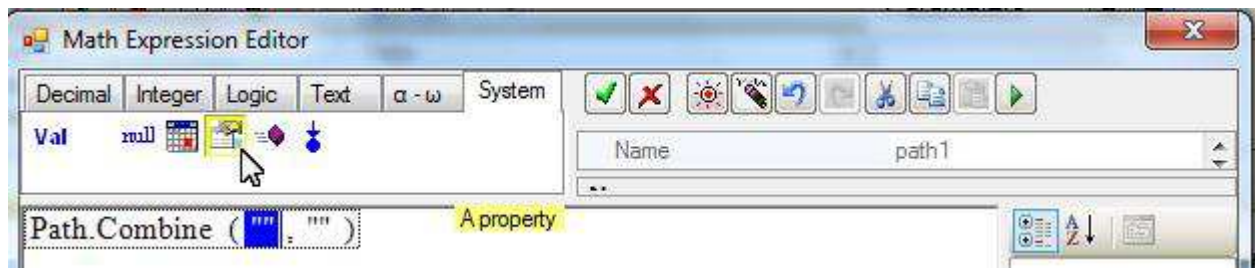 Math Expression Editor
Decimal Integer Logic Text α - ω System
Val null
Name path1
Path.Combine ( "" , "" )
A property